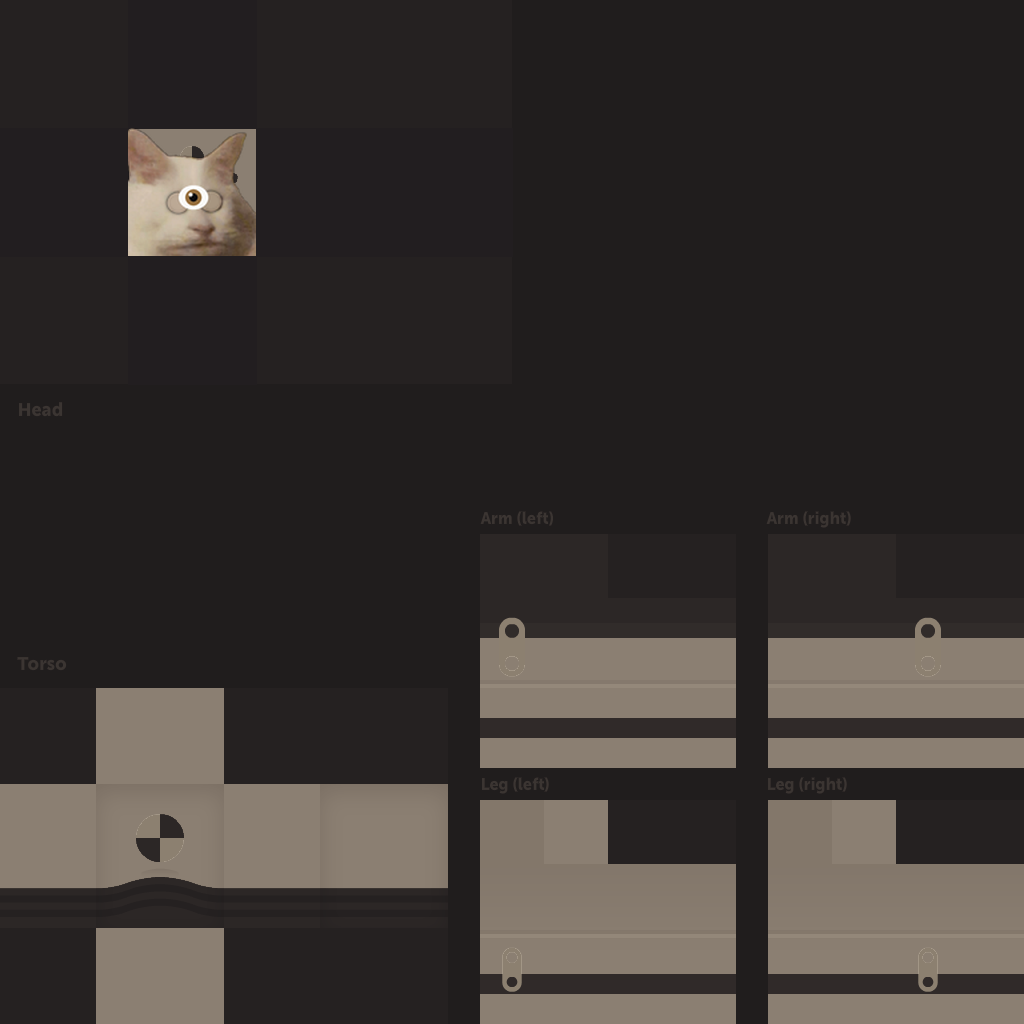 Head
Arm (left)
Arm (right)
Torso
Leg (left)
Leg (right)